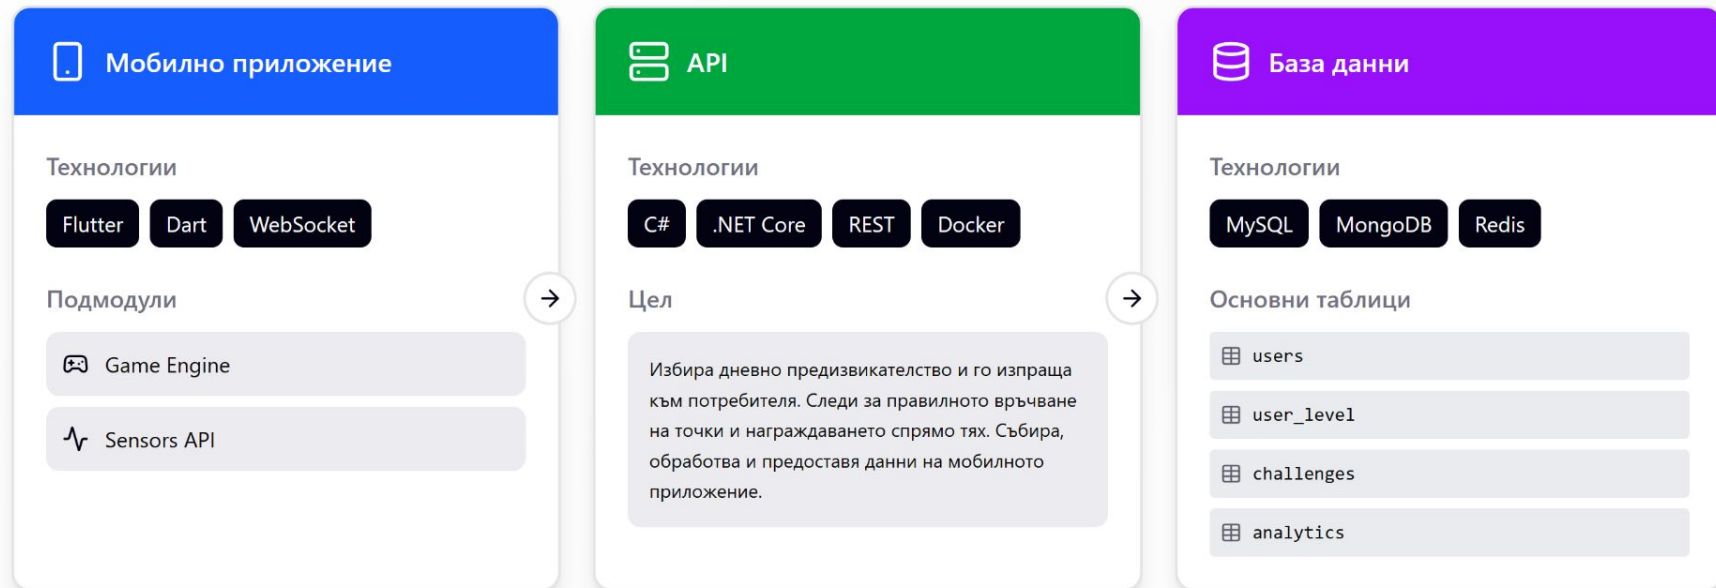 Мобилно приложение
Технологии
Flutter
Dart
WebSocket
Подмодули
Game Engine
Sensors API
API
Технологии
C#
.NET Core
REST
Docker
Цел
Избира дневно предизвикателство и го изпраща
към потребителя. Следи за правилното връчване
на точки и награждаването спрямо тях. Събира,
обработва и предоставя данни на мобилното
приложение.
База данни
Технологии
MySQL
MongoDB
Redis
Основни таблици
users
user_level
challenges
analytics